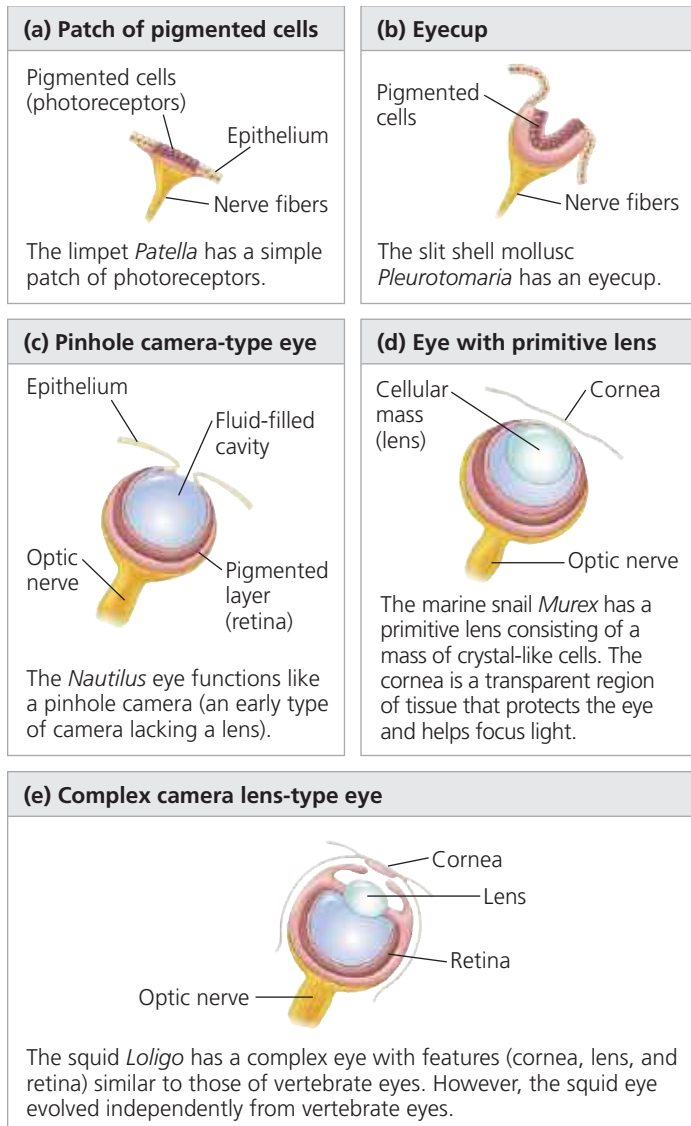 (a) Patch of pigmented cells
Pigmented cells
(photoreceptors)
Epithelium
Nerve fibers
The limpet Patella has a simple
patch of photoreceptors.
(b) Eyecup
Pigmented
cells
Nerve fibers
The slit shell mollusc
Pleurotomaria has an eyecup.
(c) Pinhole camera-type eye
Epithelium
Fluid-filled
cavity
Optic
nerve
Pigmented
layer
(retina)
The Nautilus eye functions like
a pinhole camera (an early type
of camera lacking a lens).
(d) Eye with primitive lens
Cellular
mass
(lens)
Cornea
Optic nerve
The marine snail Murex has a
primitive lens consisting of a
mass of crystal-like cells. The
cornea is a transparent region
of tissue that protects the eye
and helps focus light.
(e) Complex camera lens-type eye
Cornea
Lens
Retina
Optic nerve
The squid Loligo has a complex eye with features (cornea, lens, and
retina) similar to those of vertebrate eyes. However, the squid eye
evolved independently from vertebrate eyes.